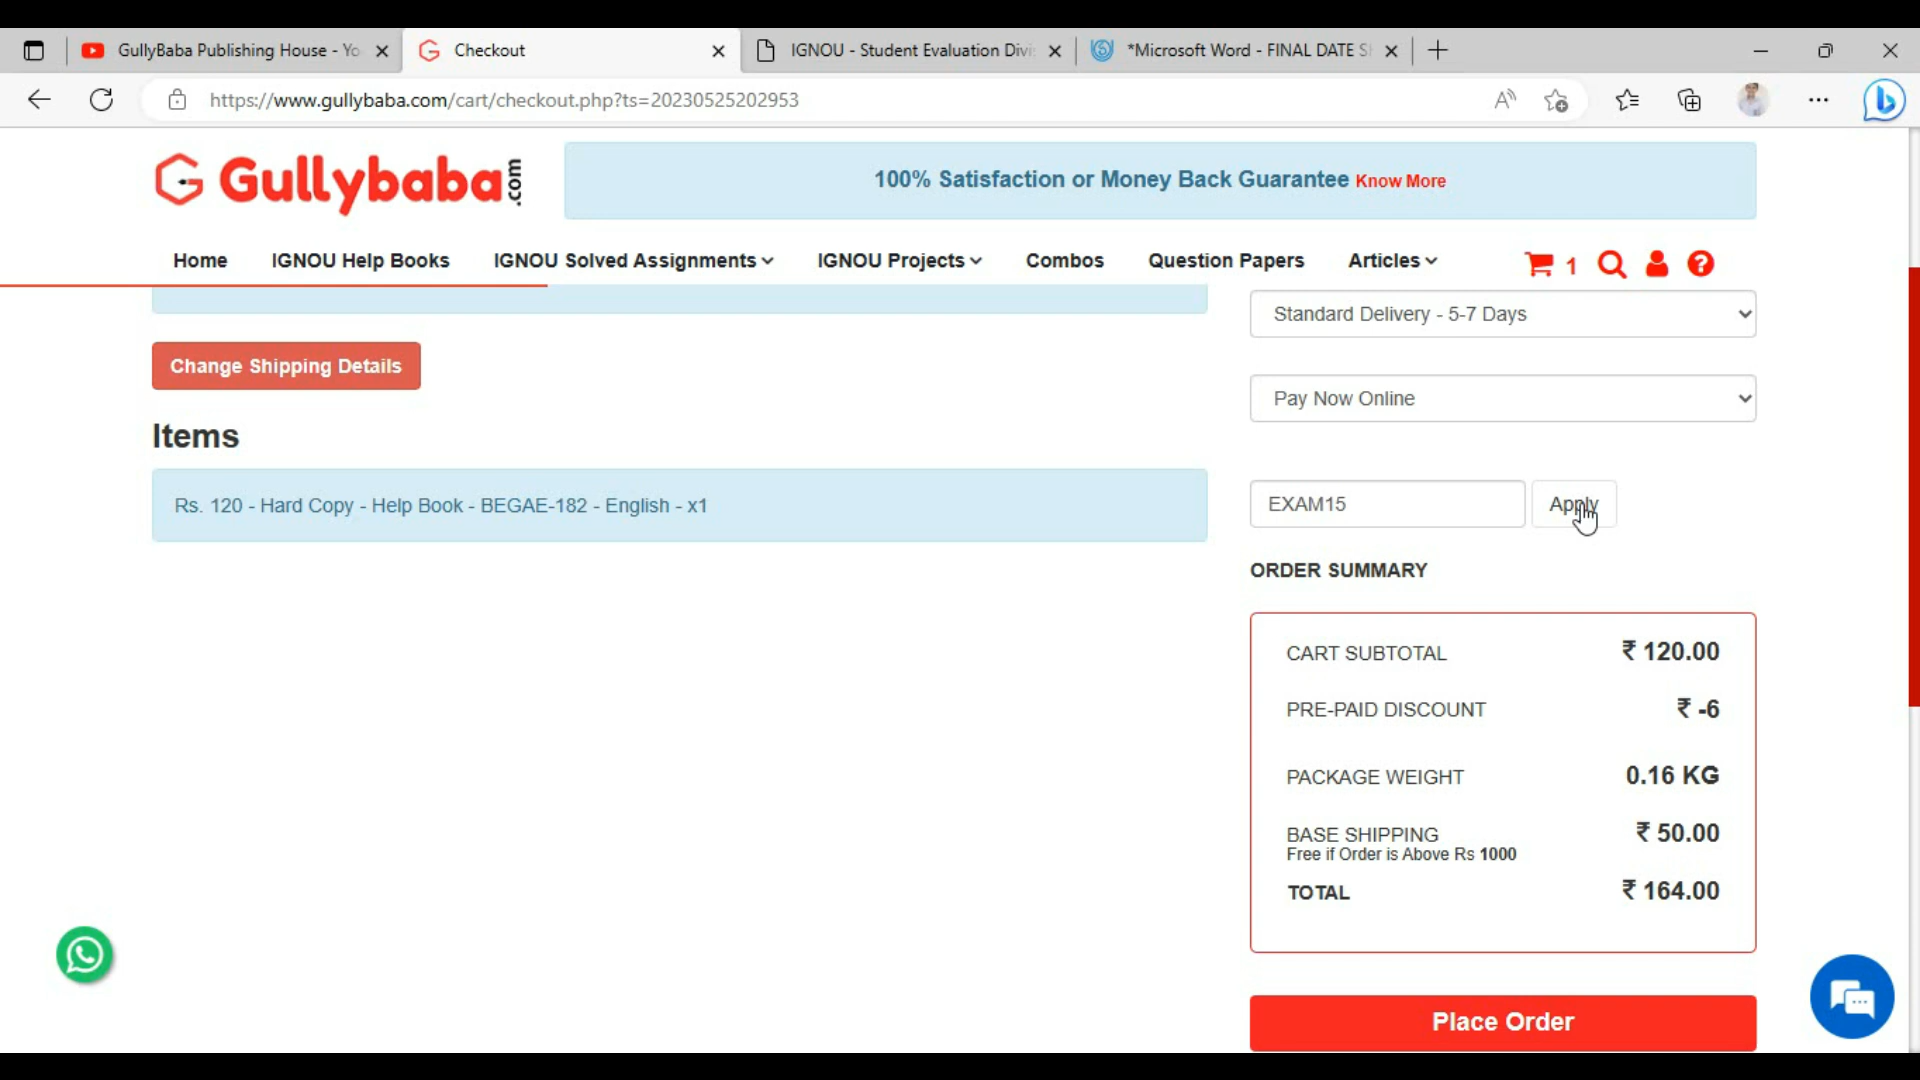 GullyBaba Publishing House - Yo
Checkout
IGNOU - Student Evaluation Divi
*Microsoft Word - FINAL DATE S
https://www.gullybaba.com/cart/checkout.php?ts=20230525202953
Gullybaba.com
100% Satisfaction or Money Back Guarantee Know More
Home
IGNOU Help Books
IGNOU Solved Assignments
IGNOU Projects
Combos
Question Papers
Articles
1
Standard Delivery - 5-7 Days
Change Shipping Details
Pay Now Online
Items
Rs. 120 - Hard Copy - Help Book - BEGAE-182 - English - x1
EXAM15
Apply
ORDER SUMMARY
CART SUBTOTAL ₹ 120.00
PRE-PAID DISCOUNT ₹ -6
PACKAGE WEIGHT 0.16 KG
BASE SHIPPING ₹ 50.00
Free if Order is Above Rs 1000
TOTAL ₹ 164.00
Place Order